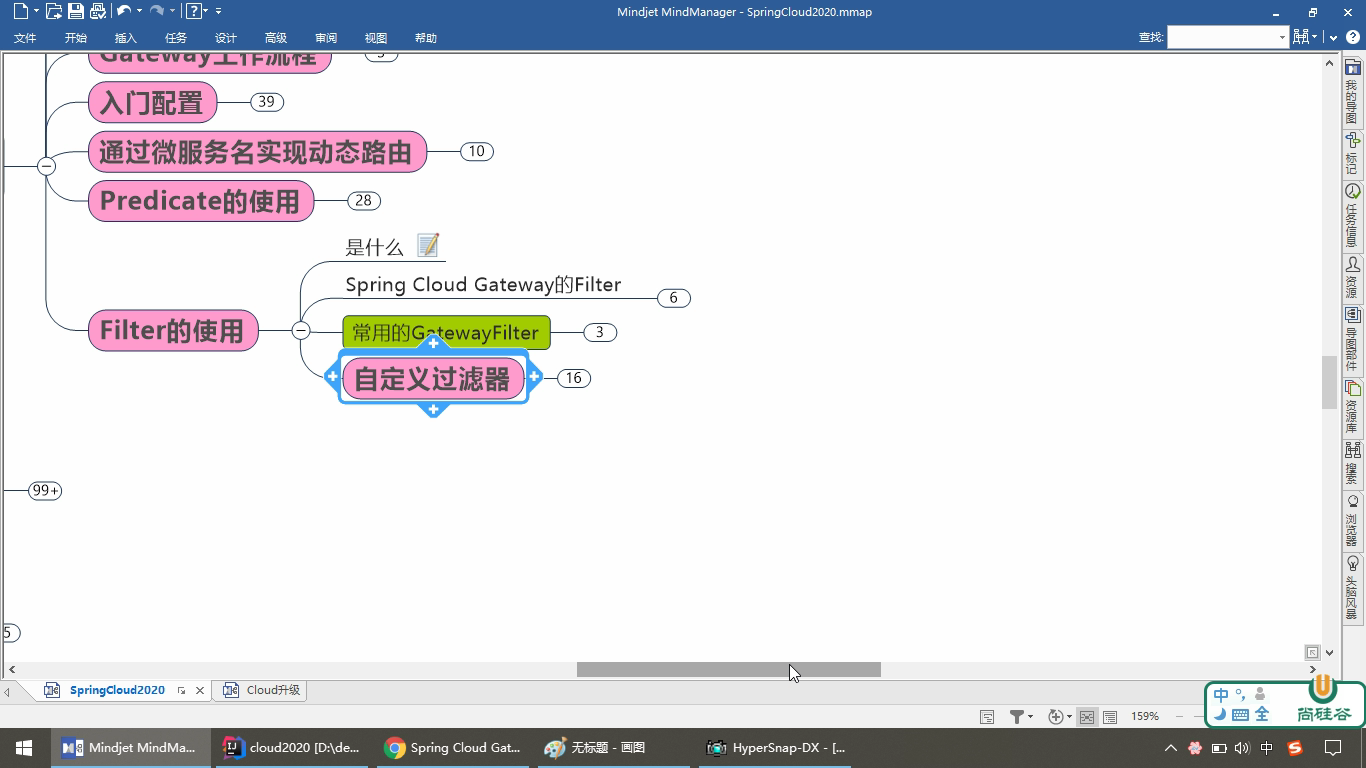 Mindjet MindManager - SpringCloud2020.mmap
文件 开始 插入 任务 设计 高级 审阅 视图 帮助 查找:
Gateway工作流程
入门配置 39
通过微服务名实现动态路由 10
Predicate的使用 28
是什么
Spring Cloud Gateway的Filter 6
Filter的使用
常用的GatewayFilter 3
自定义过滤器 16
99+
5
我的导图
标记
任务信息
资源
导图部件
资源库
搜索
浏览器
头脑风暴
SpringCloud2020 Cloud升级
159%
中
全
尚硅谷
Mindjet MindMa... cloud2020 [D:\de... Spring Cloud Gat... 无标题 - 画图 HyperSnap-DX - [... 中